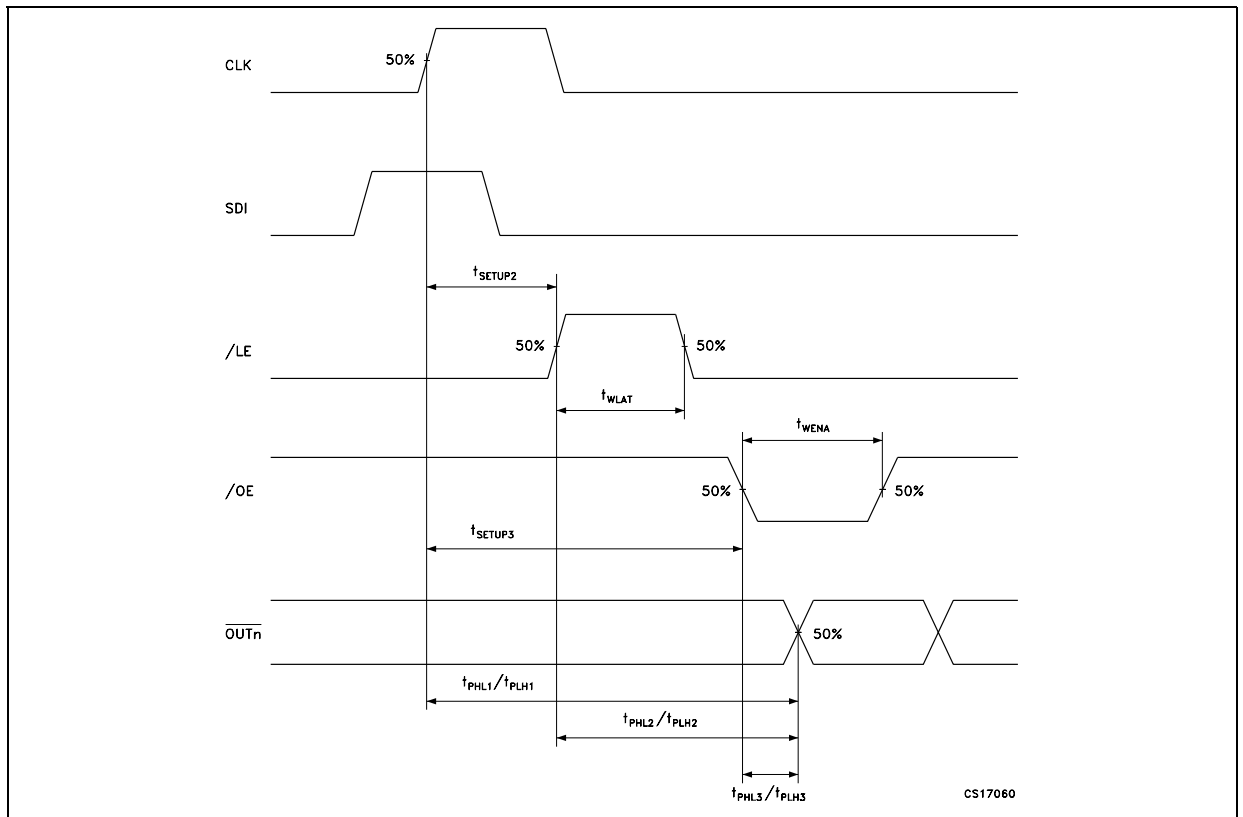 CLK
50%
SDI
tSETUP2
/LE
50%
50%
tWLAT
tWENA
/OE
50%
50%
tSETUP3
OUTn
50%
tPHL1/tPLH1
tPHL2/tPLH2
tPHL3/tPLH3
CS17060